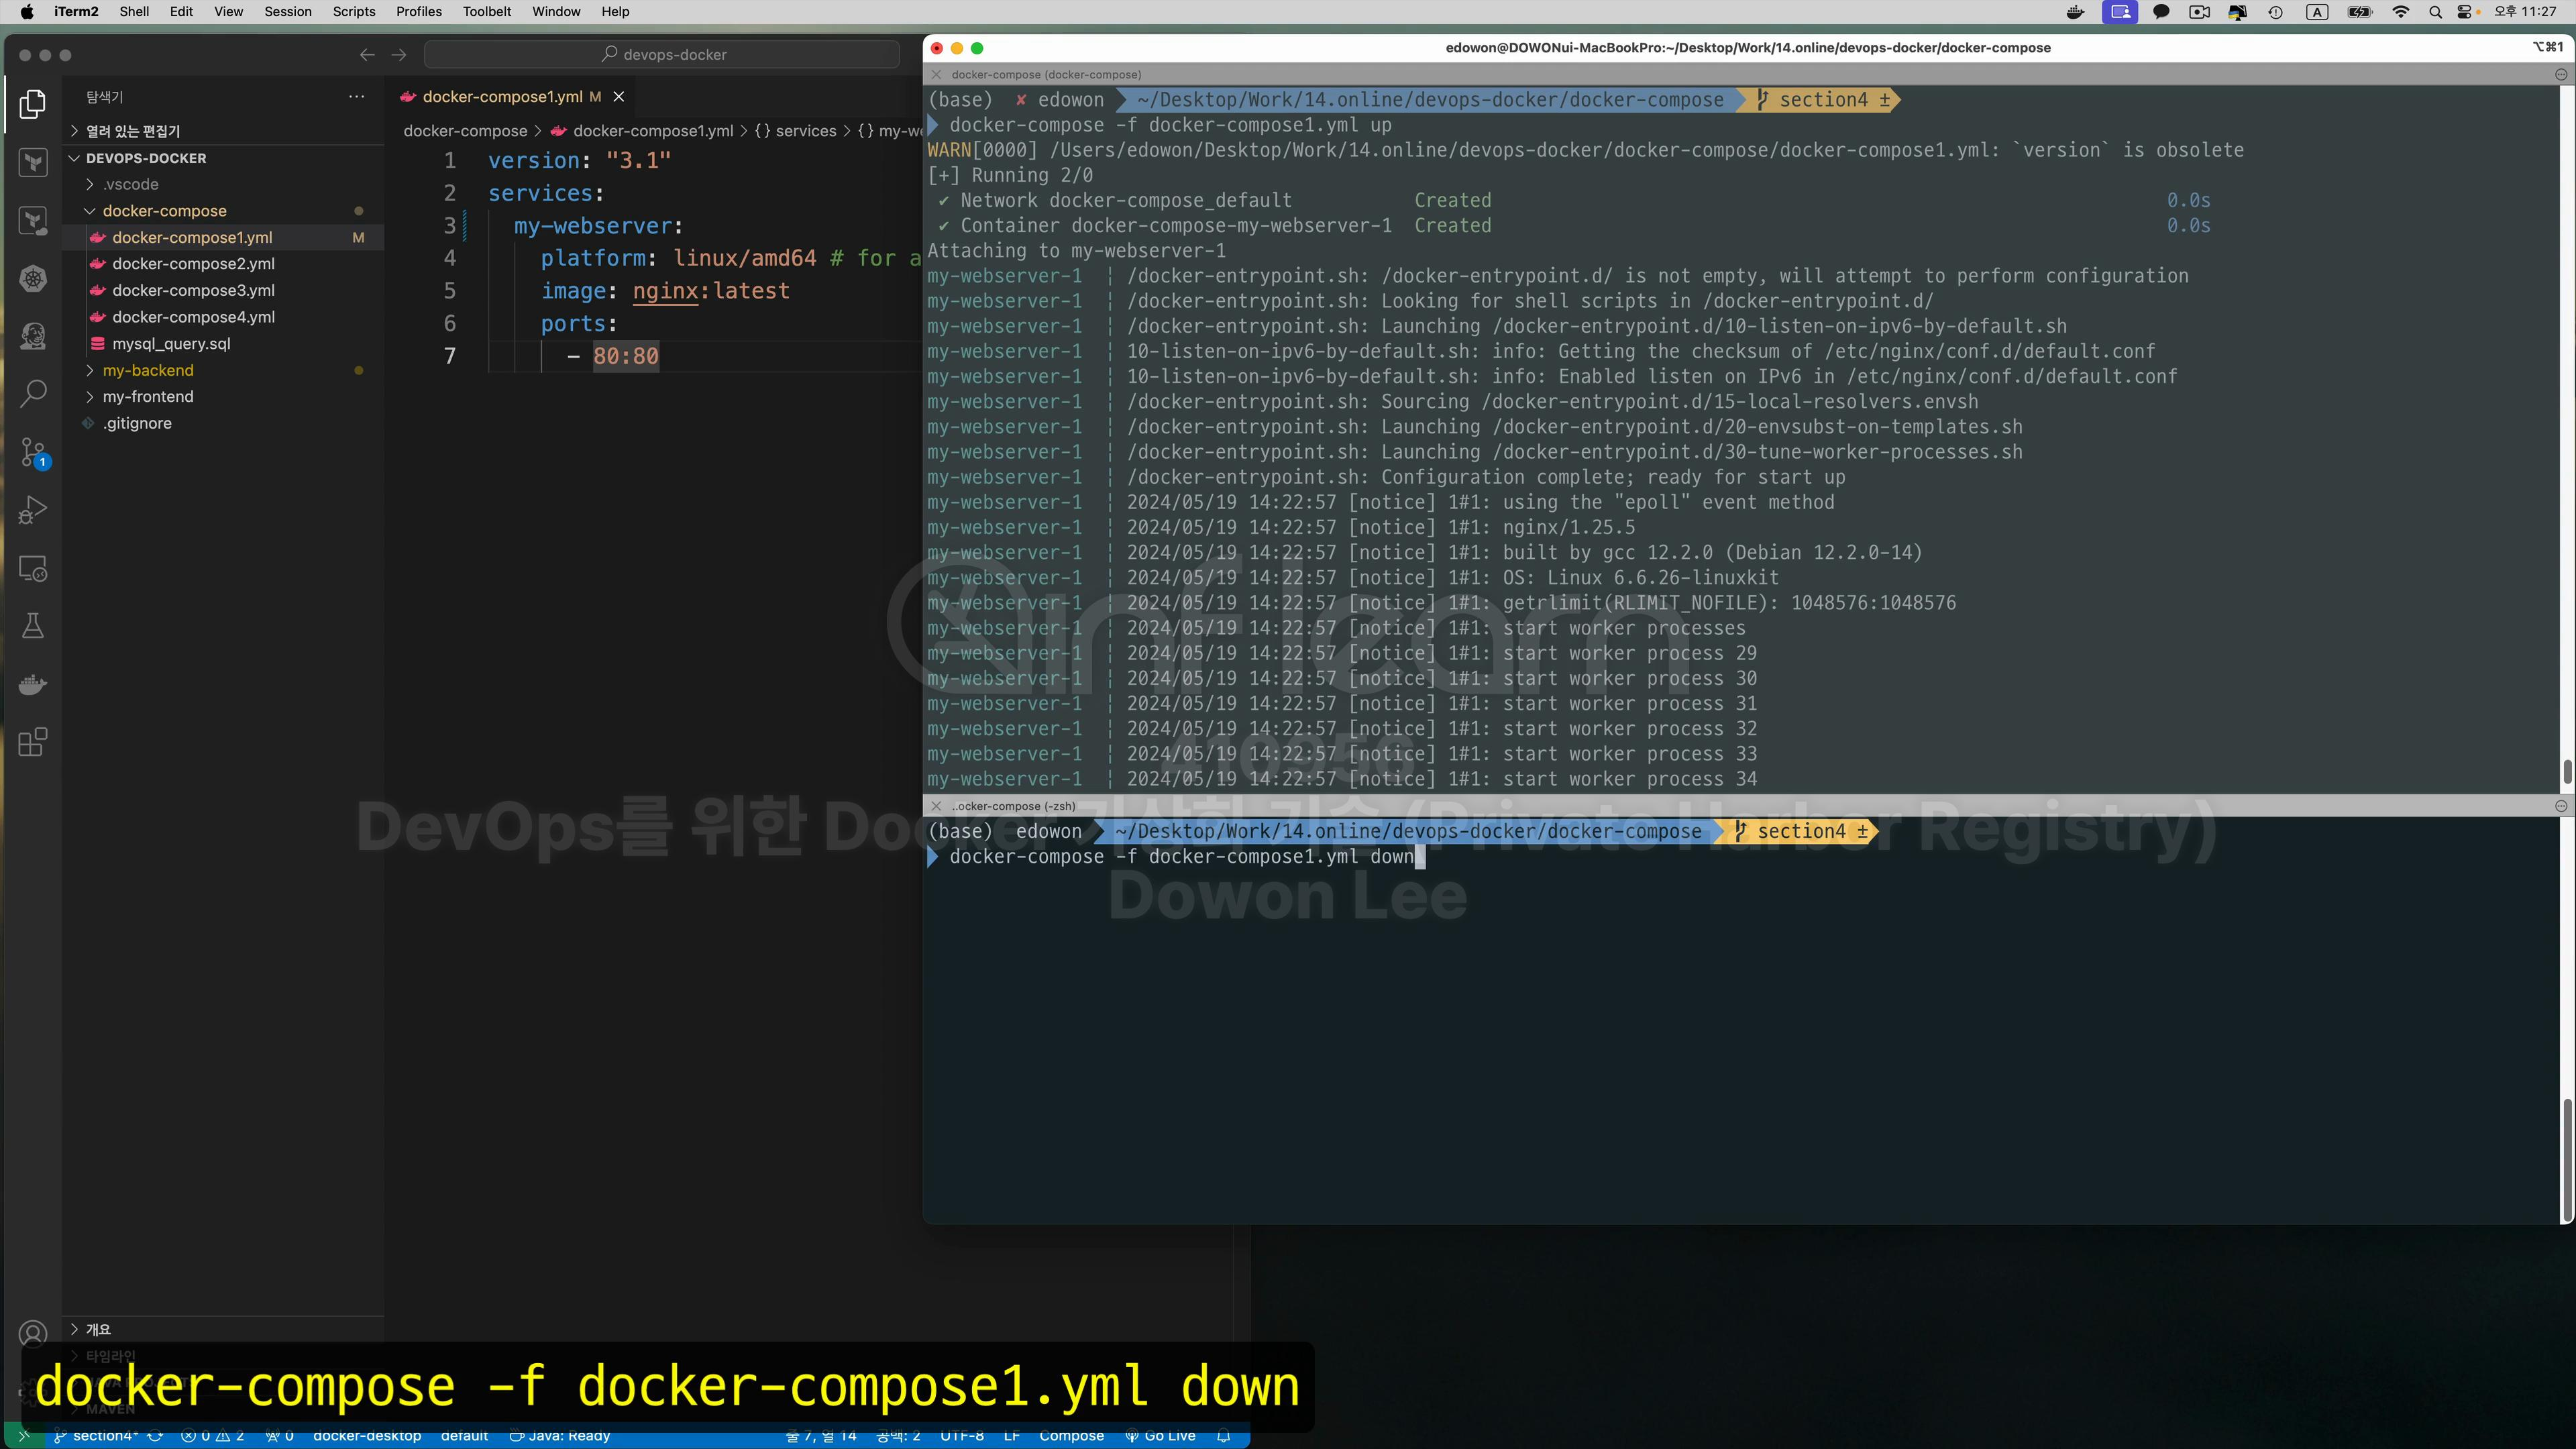 iTerm2 Shell Edit View Session Scripts Profiles Toolbelt Window Help
A 오후 11:27
devops-docker
탐색기 ...
열려 있는 편집기
DEVOPS-DOCKER
.vscode
docker-compose
docker-compose1.yml M
docker-compose2.yml
docker-compose3.yml
docker-compose4.yml
mysql_query.sql
my-backend
my-frontend
.gitignore
1
개요
타임라인
MAVEN
docker-compose1.yml M
docker-compose > docker-compose1.yml > {} services > {} my-we
1 version: "3.1"
2 services:
3 my-webserver:
4 platform: linux/amd64 # for a
5 image: nginx:latest
6 ports:
7 - 80:80
edowon@DOWONui-MacBookPro:~/Desktop/Work/14.online/devops-docker/docker-compose ⌥⌘1
docker-compose (docker-compose)
(base) ✘ edowon ~/Desktop/Work/14.online/devops-docker/docker-compose section4 ±
docker-compose -f docker-compose1.yml up
WARN[0000] /Users/edowon/Desktop/Work/14.online/devops-docker/docker-compose/docker-compose1.yml: `version` is obsolete
[+] Running 2/0
✔ Network docker-compose_default Created 0.0s
✔ Container docker-compose-my-webserver-1 Created 0.0s
Attaching to my-webserver-1
my-webserver-1 | /docker-entrypoint.sh: /docker-entrypoint.d/ is not empty, will attempt to perform configuration
my-webserver-1 | /docker-entrypoint.sh: Looking for shell scripts in /docker-entrypoint.d/
my-webserver-1 | /docker-entrypoint.sh: Launching /docker-entrypoint.d/10-listen-on-ipv6-by-default.sh
my-webserver-1 | 10-listen-on-ipv6-by-default.sh: info: Getting the checksum of /etc/nginx/conf.d/default.conf
my-webserver-1 | 10-listen-on-ipv6-by-default.sh: info: Enabled listen on IPv6 in /etc/nginx/conf.d/default.conf
my-webserver-1 | /docker-entrypoint.sh: Sourcing /docker-entrypoint.d/15-local-resolvers.envsh
my-webserver-1 | /docker-entrypoint.sh: Launching /docker-entrypoint.d/20-envsubst-on-templates.sh
my-webserver-1 | /docker-entrypoint.sh: Launching /docker-entrypoint.d/30-tune-worker-processes.sh
my-webserver-1 | /docker-entrypoint.sh: Configuration complete; ready for start up
my-webserver-1 | 2024/05/19 14:22:57 [notice] 1#1: using the "epoll" event method
my-webserver-1 | 2024/05/19 14:22:57 [notice] 1#1: nginx/1.25.5
my-webserver-1 | 2024/05/19 14:22:57 [notice] 1#1: built by gcc 12.2.0 (Debian 12.2.0-14)
my-webserver-1 | 2024/05/19 14:22:57 [notice] 1#1: OS: Linux 6.6.26-linuxkit
my-webserver-1 | 2024/05/19 14:22:57 [notice] 1#1: getrlimit(RLIMIT_NOFILE): 1048576:1048576
my-webserver-1 | 2024/05/19 14:22:57 [notice] 1#1: start worker processes
my-webserver-1 | 2024/05/19 14:22:57 [notice] 1#1: start worker process 29
my-webserver-1 | 2024/05/19 14:22:57 [notice] 1#1: start worker process 30
my-webserver-1 | 2024/05/19 14:22:57 [notice] 1#1: start worker process 31
my-webserver-1 | 2024/05/19 14:22:57 [notice] 1#1: start worker process 32
my-webserver-1 | 2024/05/19 14:22:57 [notice] 1#1: start worker process 33
my-webserver-1 | 2024/05/19 14:22:57 [notice] 1#1: start worker process 34
..ocker-compose (-zsh)
(base) edowon ~/Desktop/Work/14.online/devops-docker/docker-compose section4 ±
docker-compose -f docker-compose1.yml down
inflearn
410956
DevOps를 위한 Docker 가상화 기술 (Private Harbor Registry)
Dowon Lee
docker-compose -f docker-compose1.yml down
section4* 0 2 0 docker-desktop default Java: Ready 줄 7, 열 14 공백: 2 UTF-8 LF Compose Go Live